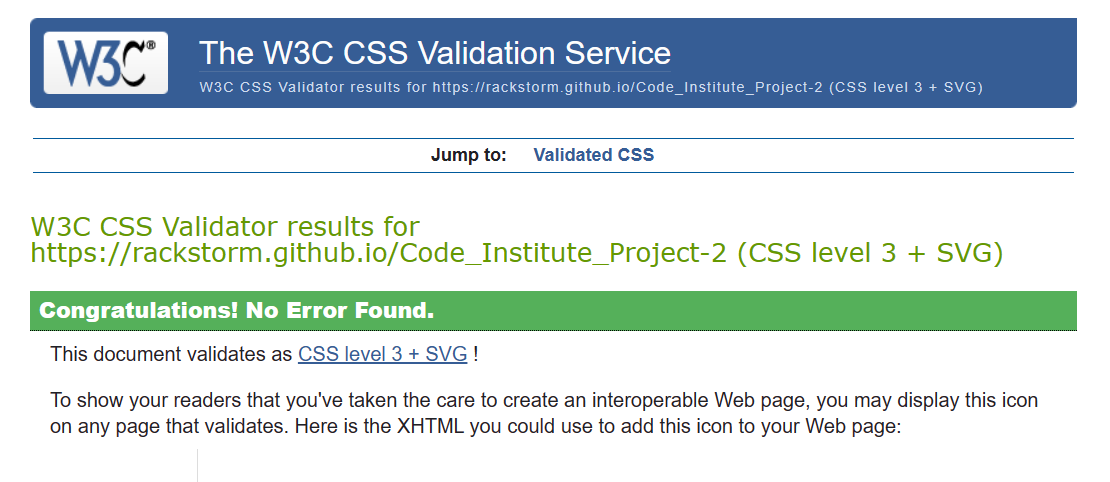 W3C®
The W3C CSS Validation Service
W3C CSS Validator results for https://rackstorm.github.io/Code_Institute_Project-2 (CSS level 3 + SVG)
Jump to: Validated CSS
W3C CSS Validator results for
https://rackstorm.github.io/Code_Institute_Project-2 (CSS level 3 + SVG)
Congratulations! No Error Found.
This document validates as CSS level 3 + SVG !
To show your readers that you've taken the care to create an interoperable Web page, you may display this icon
on any page that validates. Here is the XHTML you could use to add this icon to your Web page: